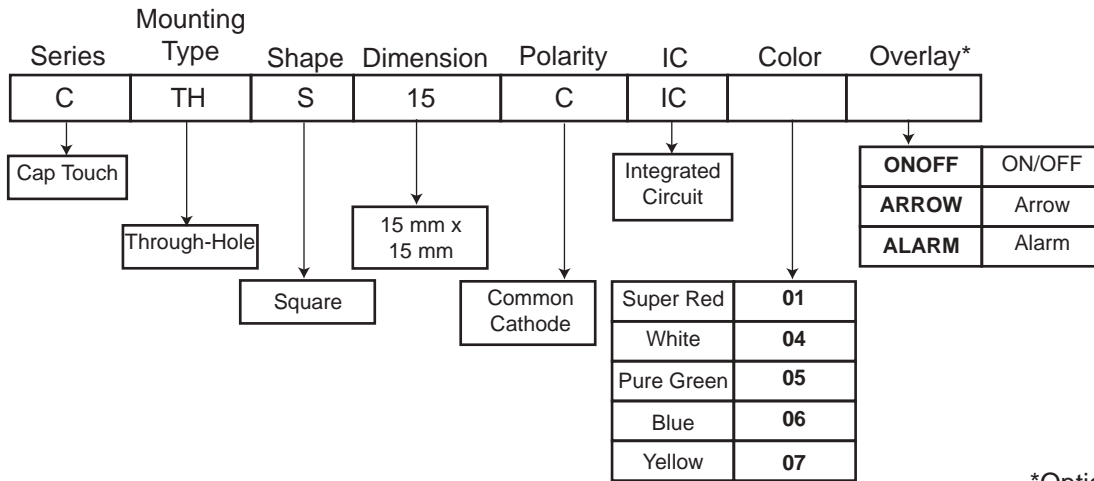 Mounting
Series Type Shape Dimension Polarity IC Color Overlay*
C TH S 15 C IC
Cap Touch
Through-Hole
Square
15 mm x
15 mm
Common
Cathode
Integrated
Circuit
Super Red 01
White 04
Pure Green 05
Blue 06
Yellow 07
ONOFF ON/OFF
ARROW Arrow
ALARM Alarm